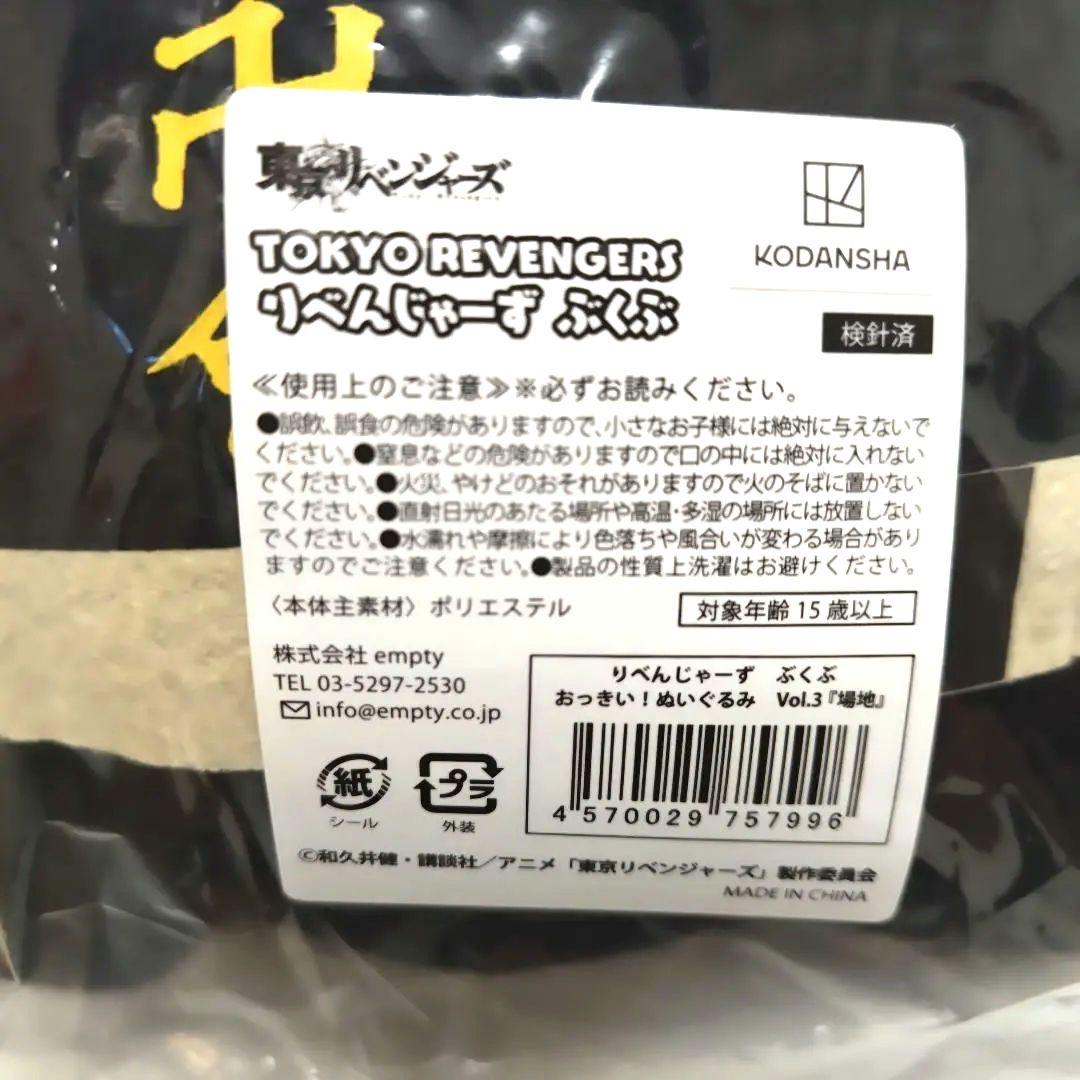 卍
東京リベンジャーズ
TOKYO REVENGERS
りべんじゃーず ぷくぷ
KODANSHA
検針済
≪使用上のご注意≫※必ずお読みください。
●誤飲、誤食の危険がありますので、小さなお子様には絶対に与えないで
ください。●窒息などの危険がありますので口の中には絶対に入れない
でください。●火災、やけどのおそれがありますので火のそばに置かない
でください。●直射日光のあたる場所や高温・多湿の場所には放置しない
でください。●水濡れや摩擦により色落ちや風合いが変わる場合があり
ますのでご注意ください。●製品の性質上洗濯はお避けください。
〈本体主素材〉ポリエステル
対象年齢 15 歳以上
株式会社 empty
TEL 03-5297-2530
info@empty.co.jp
りべんじゃーず ぷくぷ
おっきい！ぬいぐるみ Vol.3『場地』
4 570029 757996
紙
シール
プラ
外装
©和久井健・講談社／アニメ「東京リベンジャーズ」製作委員会
MADE IN CHINA